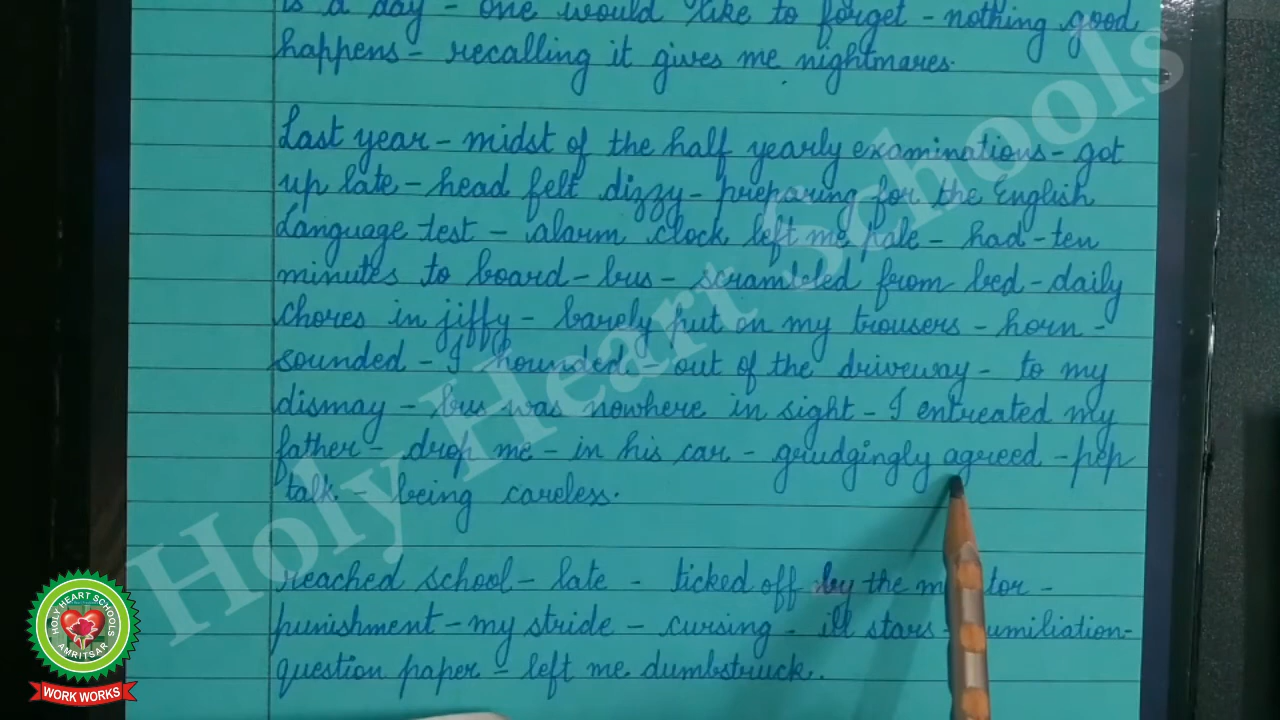 is a day - one would like to forget - nothing good
happens - recalling it gives me nightmares.
Last year - midst of the half yearly examinations - got
up late - head felt dizzy - preparing for the English
Language test - alarm clock left me pale - had - ten
minutes to board - bus - scrambled from bed - daily
chores in jiffy - barely put on my trousers - horn -
sounded - I hounded - out of the driveway - to my
dismay - bus was nowhere in sight - I entreated my
father - drop me - in his car - grudgingly agreed - pep
talk - being careless.
reached school - late - ticked off by the
punishment - my stride - cursing - ill stars -
question paper - left me dumbstruck.
Holy Heart Schools
HOLY HEART SCHOOLS
AMRITSAR
WORK WORKS